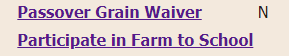 Passover Grain Waiver N
Participate in Farm to School